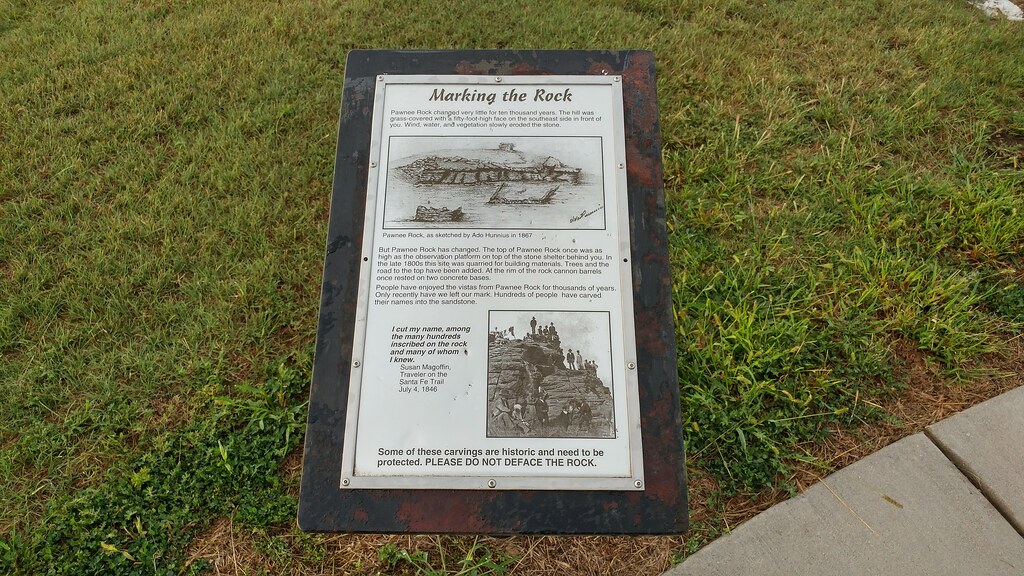 Marking the Rock
Pawnee Rock changed very little for ten thousand years. The hill was
grass-covered with a fifty-foot-high face on the southeast side in front of
you. Wind, water, and vegetation slowly eroded the stone.
Pawnee Rock, as sketched by Ado Hunnius in 1867
But Pawnee Rock has changed. The top of Pawnee Rock once was as
high as the observation platform on top of the stone shelter behind you. In
the late 1800s this site was quarried for building materials. Trees and the
road to the top have been added. At the rim of the rock cannon barrels
once rested on two concrete bases.
People have enjoyed the vistas from Pawnee Rock for thousands of years.
Only recently have we left our mark. Hundreds of people have carved
their names into the sandstone.
I cut my name, among
the many hundreds
inscribed on the rock
and many of whom
I knew.
Susan Magoffin,
Traveler on the
Santa Fe Trail
July 4, 1846
Some of these carvings are historic and need to be
protected. PLEASE DO NOT DEFACE THE ROCK.